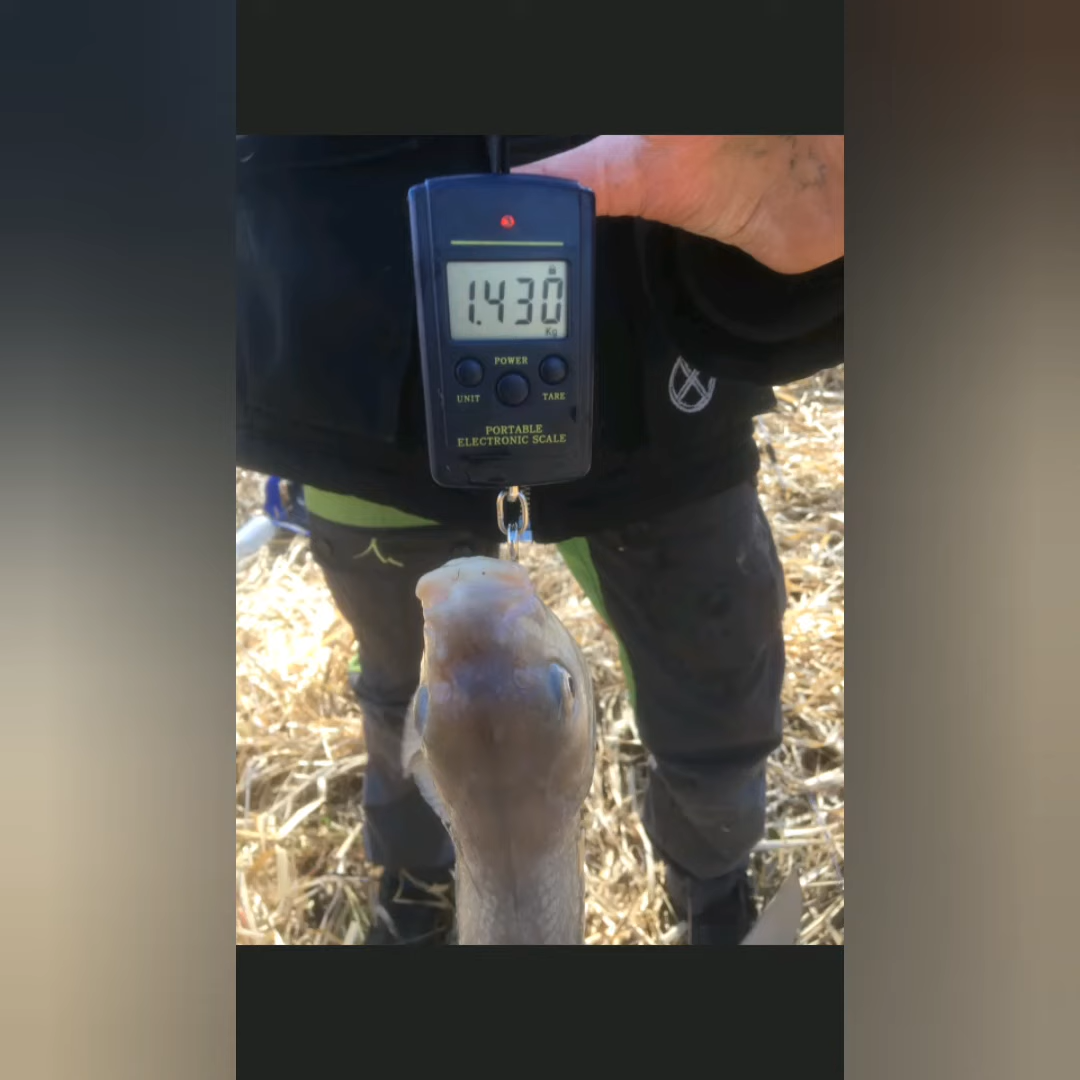 1.430
Kg
POWER
UNIT
TARE
PORTABLE
ELECTRONIC SCALE